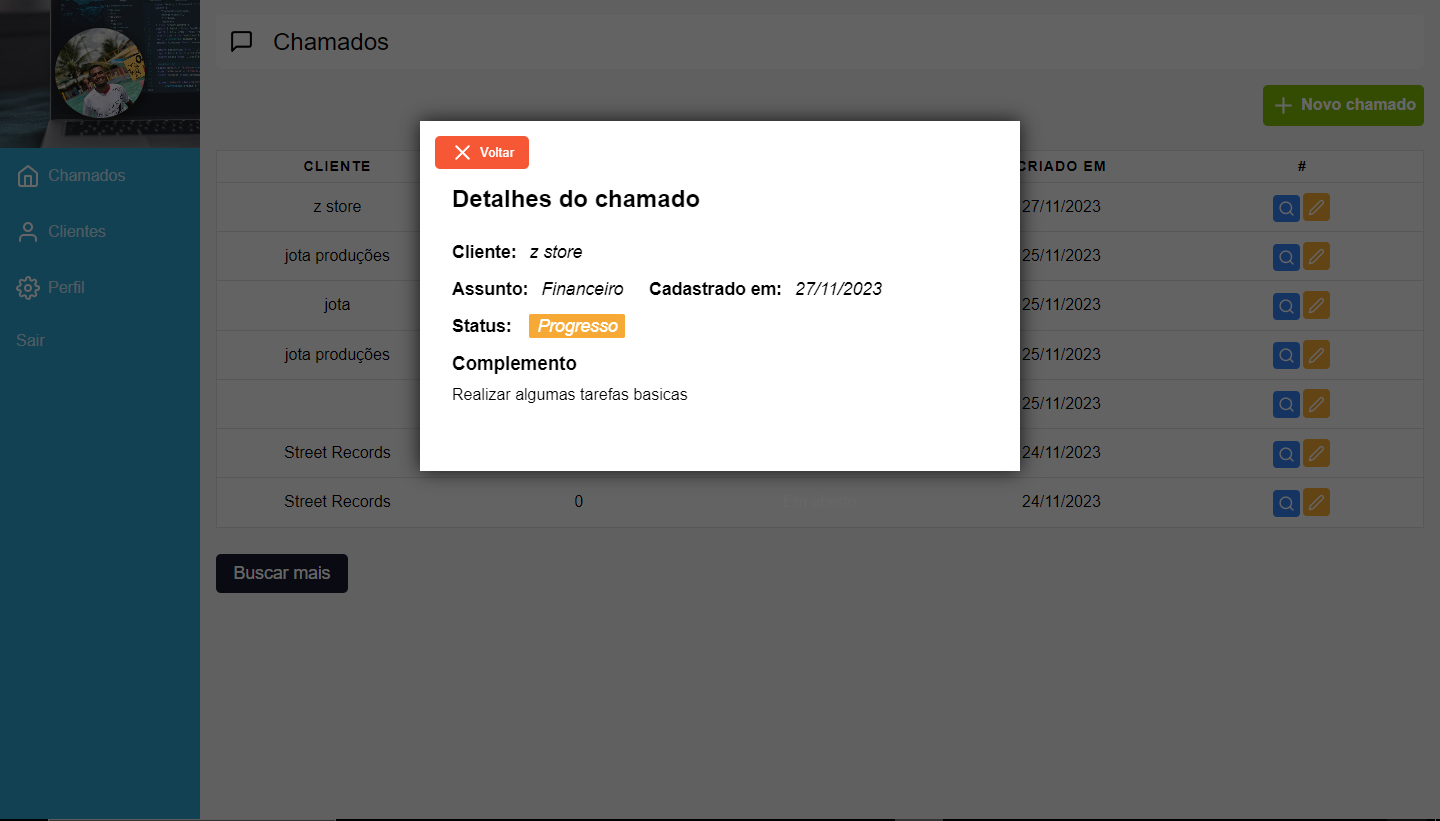 Chamados
Novo chamado
Chamados
Clientes
Perfil
Sair
CLIENTE
CRIADO EM
#
z store
27/11/2023
jota produções
25/11/2023
jota
25/11/2023
jota produções
25/11/2023
25/11/2023
Street Records
24/11/2023
Street Records
0
24/11/2023
Buscar mais
Voltar
Detalhes do chamado
Cliente: z store
Assunto: Financeiro Cadastrado em: 27/11/2023
Status: Progresso
Complemento
Realizar algumas tarefas basicas